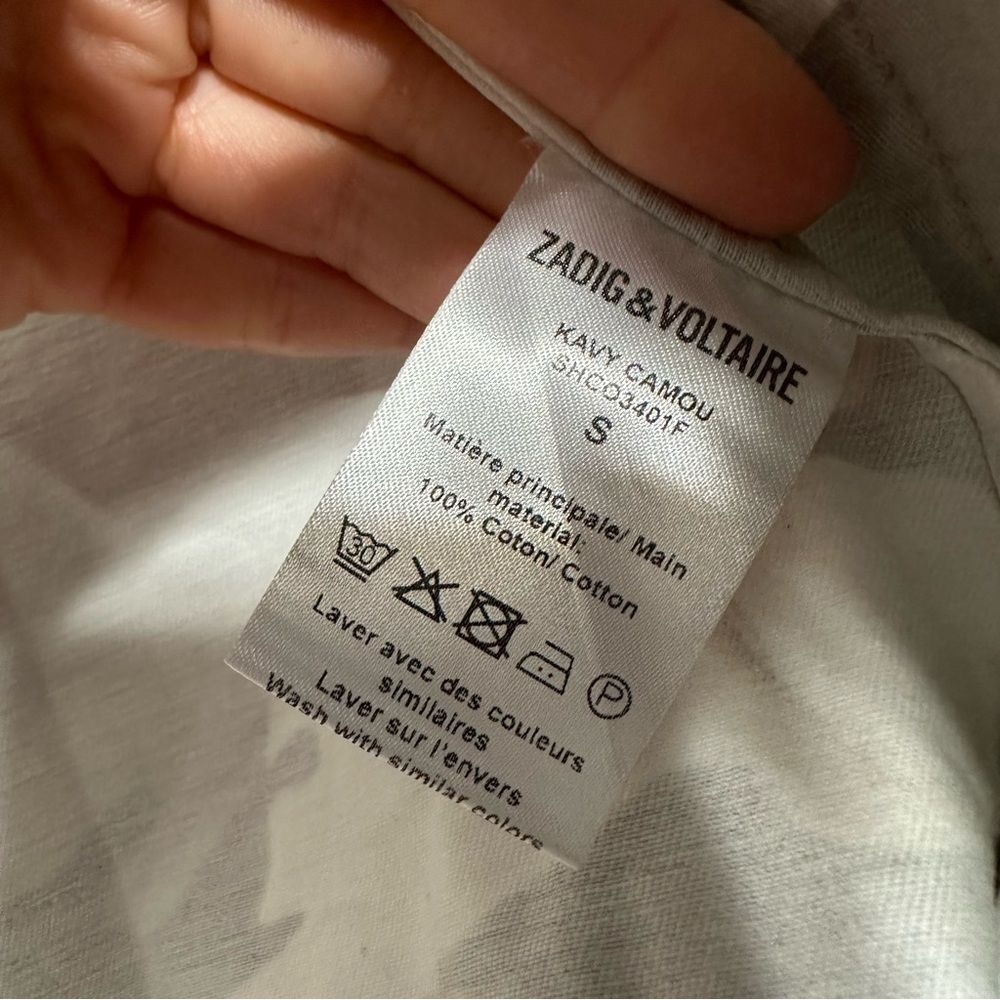 ZADIG & VOLTAIRE
KAVY CAMOU
SHCO3401F
S
Matière principale/ Main
material:
100% Coton/ Cotton
30
P
Laver avec des couleurs
similaires
Laver sur l'envers
Wash with similar colors